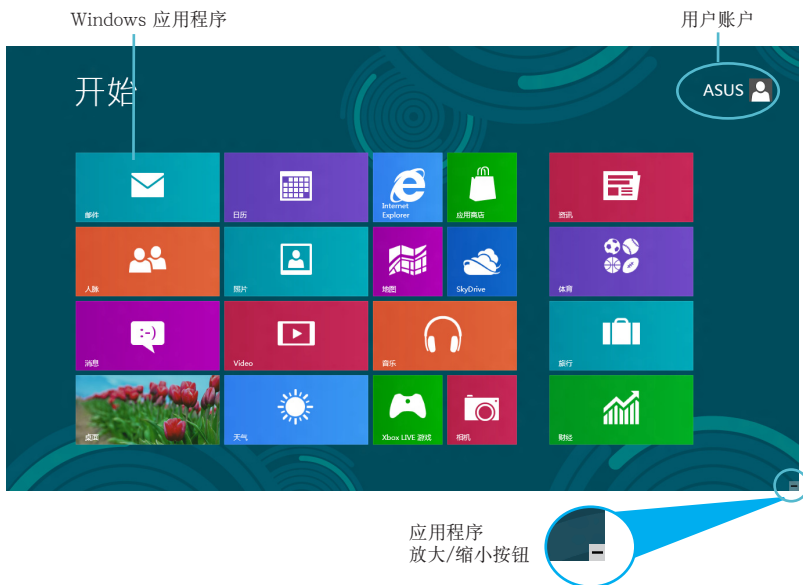 Windows 应用程序
用户账户
开始
ASUS
邮件
日历
Internet
Explorer
应用商店
资讯
人脉
照片
地图
SkyDrive
体育
消息
Video
音乐
旅行
桌面
天气
Xbox LIVE 游戏
相机
财经
应用程序
放大/缩小按钮